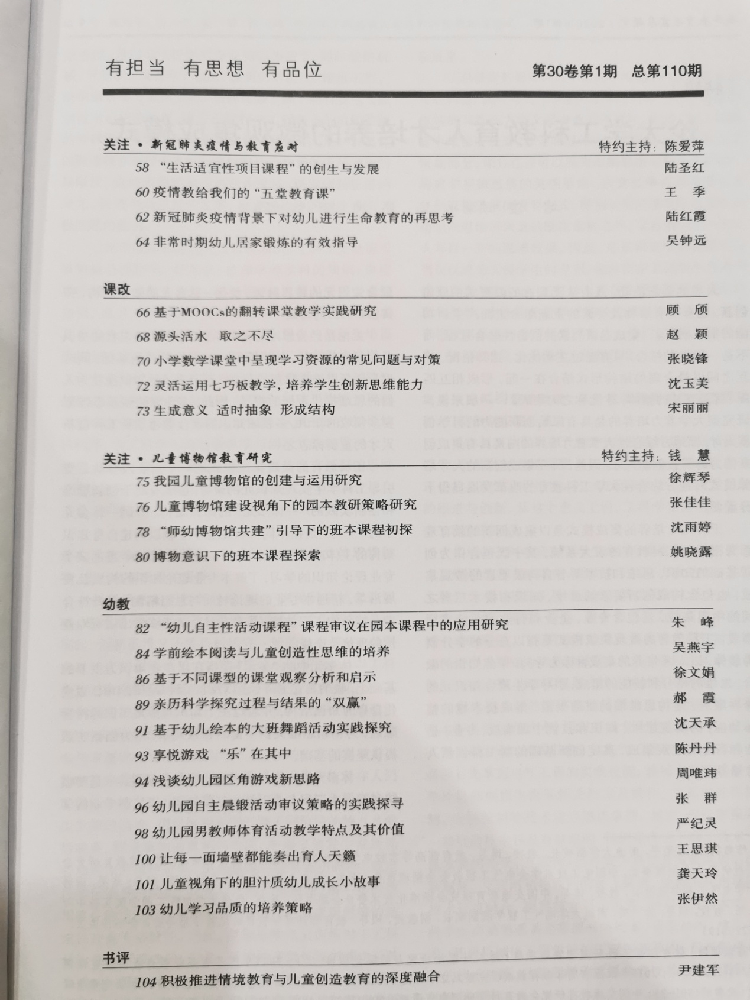 有担当 有思想 有品位 第30卷第1期 总第110期
关注·新冠肺炎疫情与教育应对 特约主持：陈爱萍
58 “生活适宜性项目课程”的创生与发展 陆圣红
60 疫情教给我们的“五堂教育课” 王 季
62 新冠肺炎疫情背景下对幼儿进行生命教育的再思考 陆红霞
64 非常时期幼儿居家锻炼的有效指导 吴钟远
课改
66 基于MOOCs的翻转课堂教学实践研究 顾 颀
68 源头活水 取之不尽 赵 颖
70 小学数学课堂中呈现学习资源的常见问题与对策 张晓锋
72 灵活运用七巧板教学，培养学生创新思维能力 沈玉美
73 生成意义 适时抽象 形成结构 宋丽丽
关注·儿童博物馆教育研究 特约主持：钱 慧
75 我园儿童博物馆的创建与运用研究 徐辉琴
76 儿童博物馆建设视角下的园本教研策略研究 张佳佳
78 “师幼博物馆共建”引导下的班本课程初探 沈雨婷
80 博物意识下的班本课程探索 姚晓露
幼教
82 “幼儿自主性活动课程”课程审议在园本课程中的应用研究 朱 峰
84 学前绘本阅读与儿童创造性思维的培养 吴燕宇
86 基于不同课型的课堂观察分析和启示 徐文娟
89 亲历科学探究过程与结果的“双赢” 郝 霞
91 基于幼儿绘本的大班舞蹈活动实践探究 沈天承
93 享悦游戏 “乐”在其中 陈丹丹
94 浅谈幼儿园区角游戏新思路 周唯玮
96 幼儿园自主晨锻活动审议策略的实践探寻 张 群
98 幼儿园男教师体育活动教学特点及其价值 严纪灵
100 让每一面墙壁都能奏出育人天籁 王思琪
101 儿童视角下的胆汁质幼儿成长小故事 龚天玲
103 幼儿学习品质的培养策略 张伊然
书评
104 积极推进情境教育与儿童创造教育的深度融合 尹建军